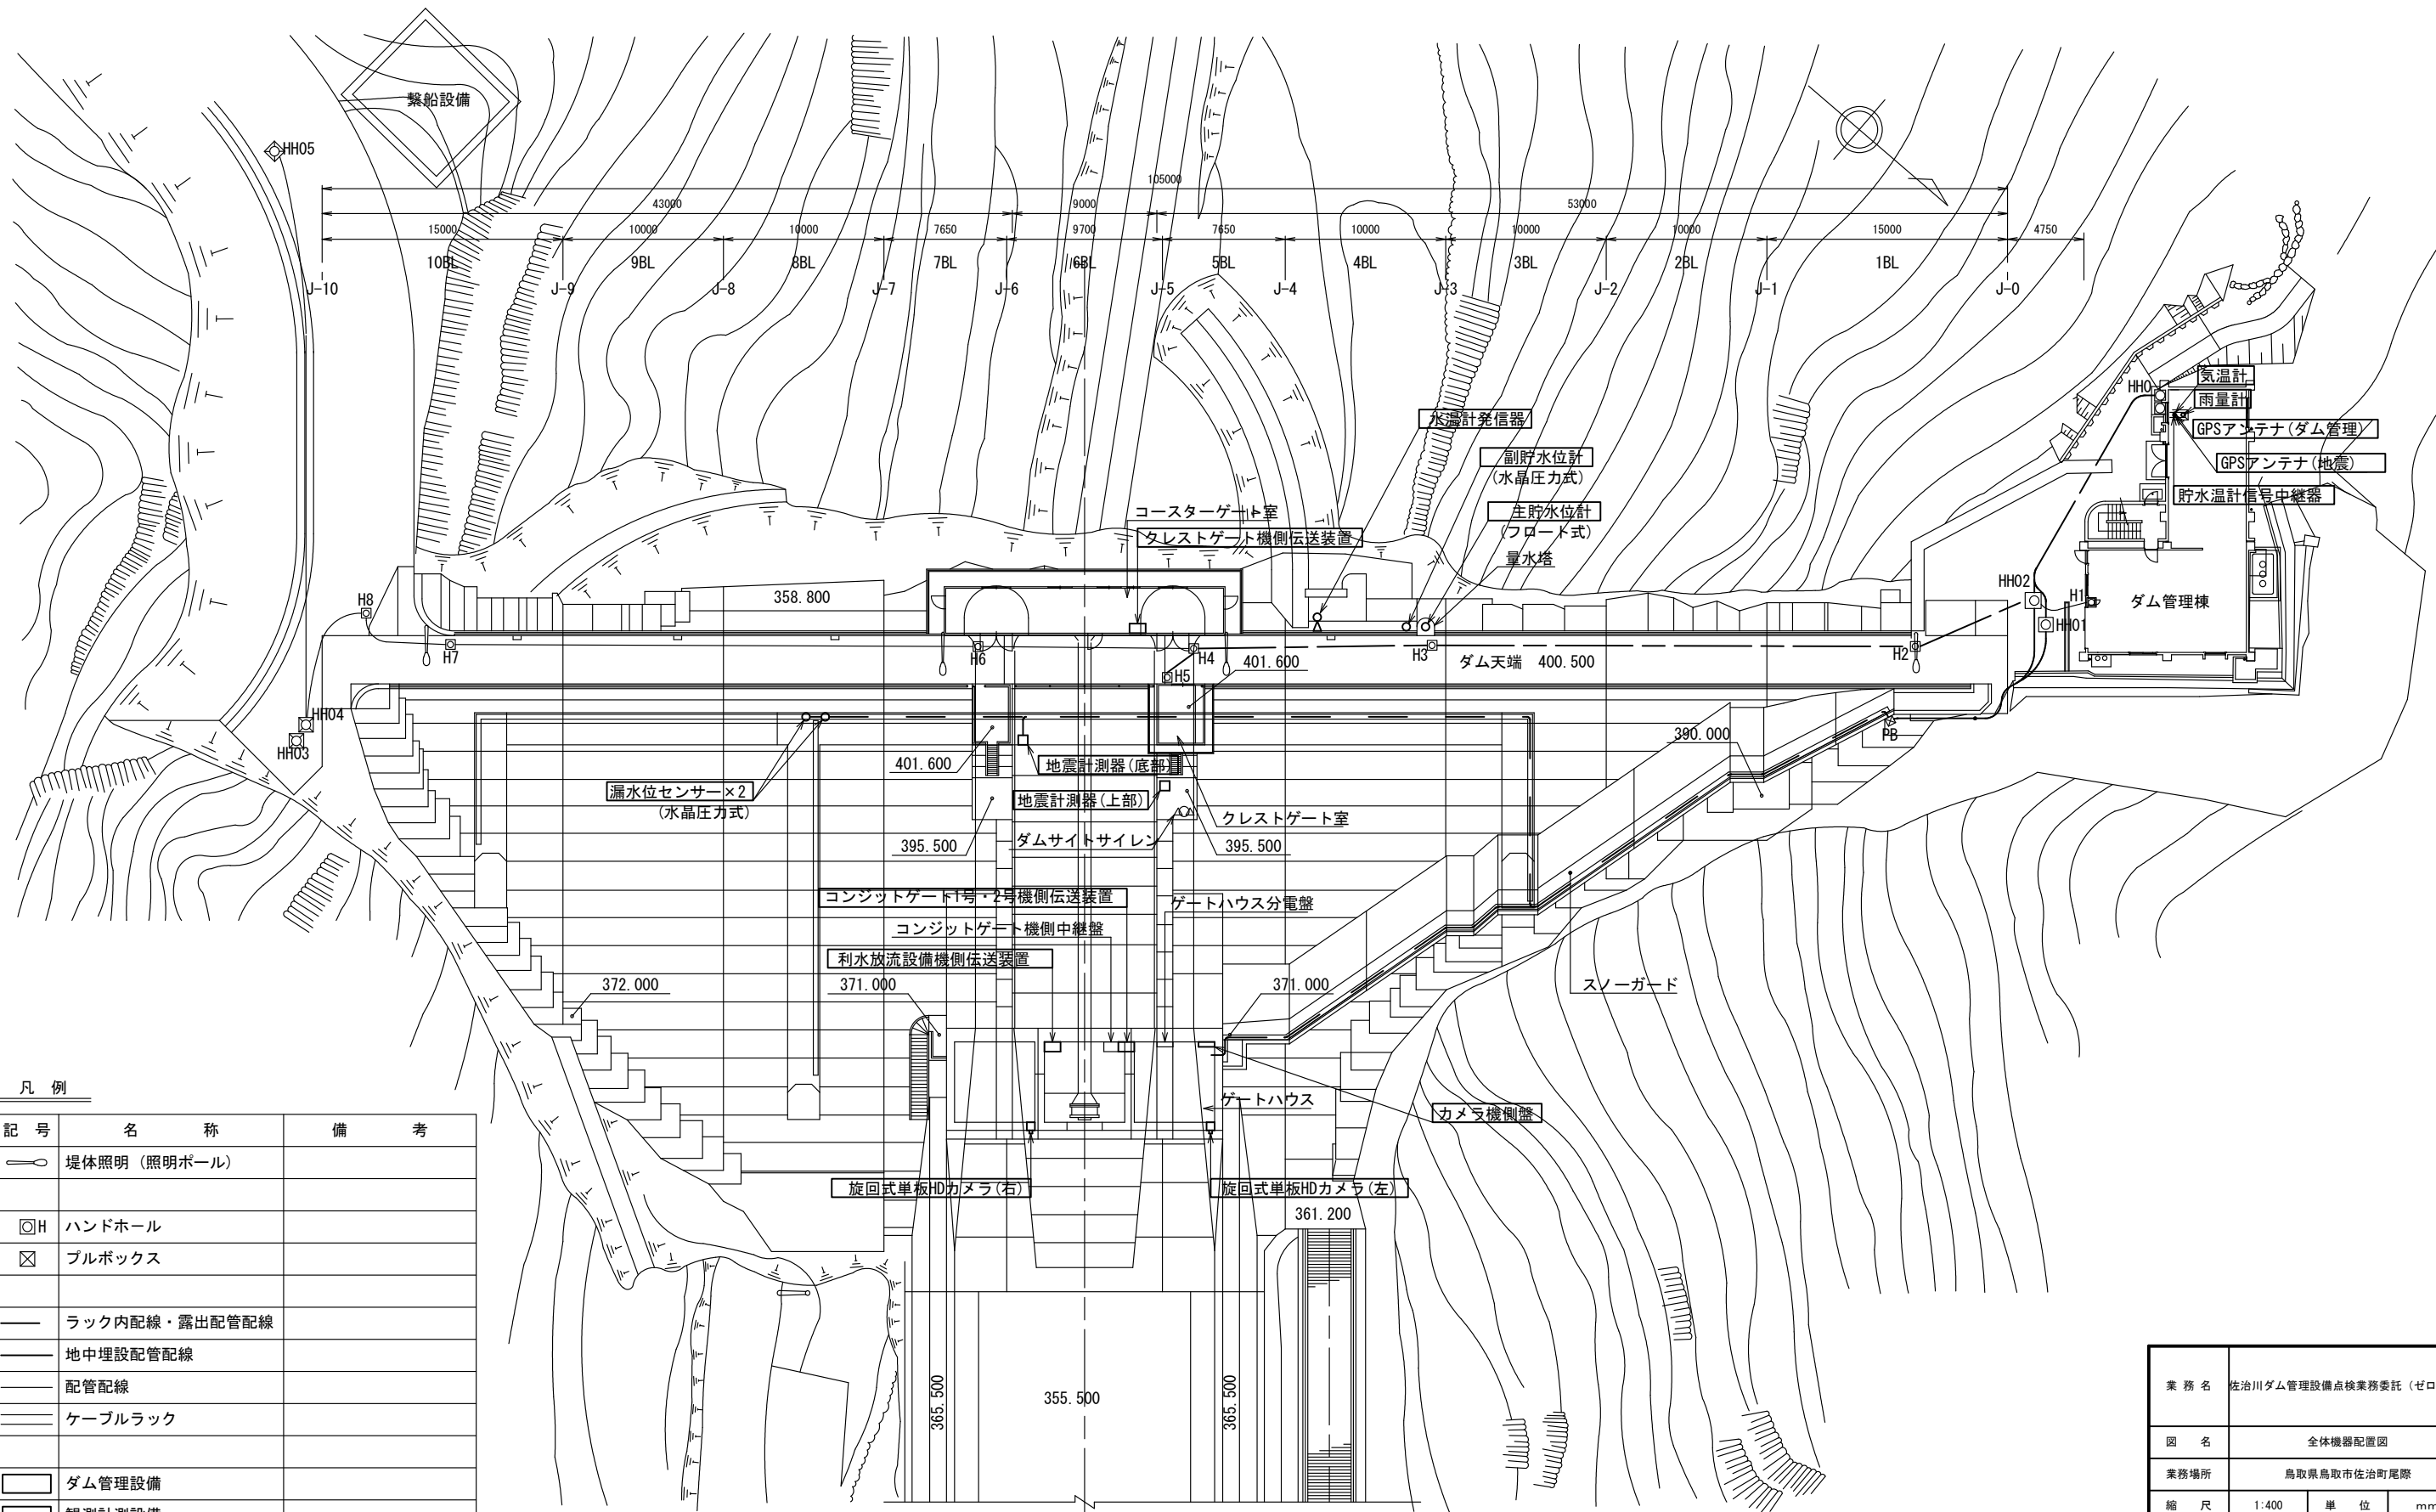 繋船設備
HH05
105000
43000
9000
53000
15000
10000
10000
7650
9700
7650
10000
10000
10000
15000
4750
10BL
9BL
8BL
7BL
6BL
5BL
4BL
3BL
2BL
1BL
J-10
J-9
J-8
J-7
J-6
J-5
J-4
J-3
J-2
J-1
J-0
気温計
雨量計
GPSアンテナ(ダム管理)
GPSアンテナ(地震)
貯水温計信号中継器
水温計発信器
副貯水位計
(水晶圧力式)
主貯水位計
(フロート式)
量水塔
コースターゲート室
クレストゲート機側伝送装置
358.800
HH02
H1
HH01
ダム管理棟
H8
H7
H6
H4
H5
H3
H2
401.600
ダム天端 400.500
HH04
HH03
PB
390.000
401.600
地震計測器(底部)
漏水位センサー×2
(水晶圧力式)
地震計測器(上部)
クレストゲート室
ダムサイトサイレン
395.500
395.500
コンジットゲート1号・2号機側伝送装置
ゲートハウス分電盤
コンジットゲート機側中継盤
利水放流設備機側伝送装置
372.000
371.000
371.000
スノーガード
ゲートハウス
カメラ機側盤
旋回式単板HDカメラ(右)
旋回式単板HDカメラ(左)
361.200
365.500
355.500
365.500
凡 例
記 号 名 称 備 考
堤体照明 (照明ポール)
H ハンドホール
プルボックス
ラック内配線・露出配管配線
地中埋設配管配線
配管配線
ケーブルラック
ダム管理設備
業 務 名 佐治川ダム管理設備点検業務委託 (ゼロ
図 名 全体機器配置図
業務場所 鳥取県鳥取市佐治町尾際
縮 尺 1:400 単 位 mm